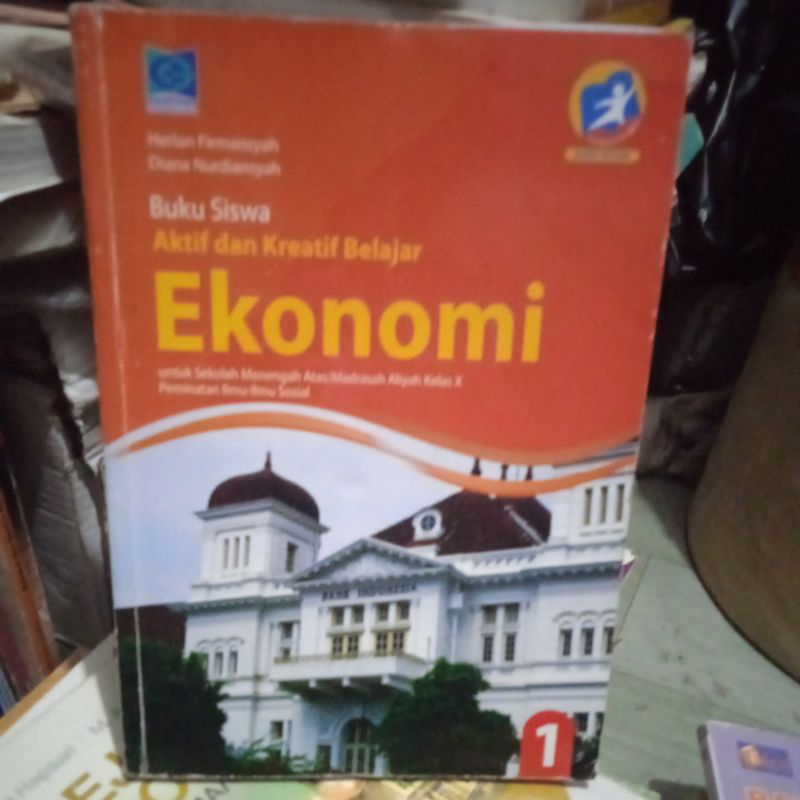 Herlan Firmansyah
Diana Nurdiansyah
Buku Siswa
Aktif dan Kreatif Belajar
Ekonomi
untuk Sekolah Menengah Atas/Madrasah Aliyah Kelas X
Peminatan Ilmu-Ilmu Sosial
BANK INDONESIA
1